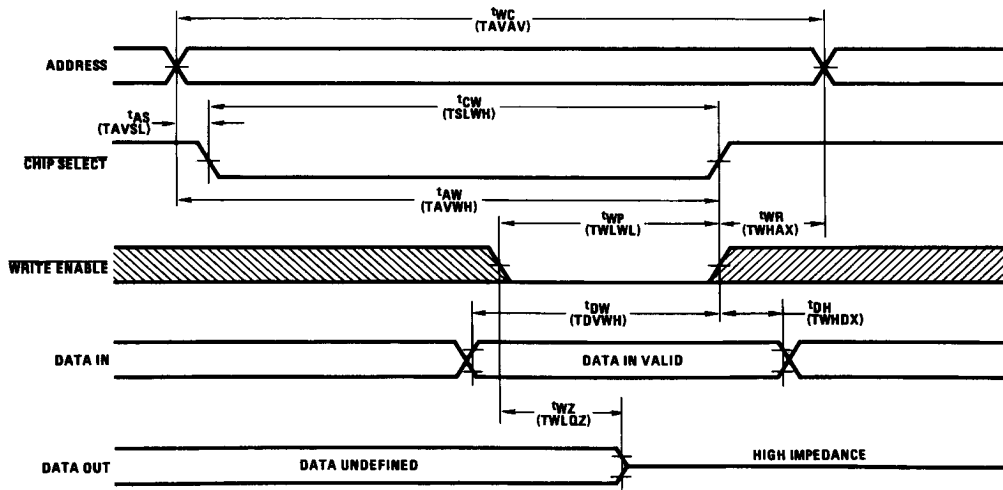 tWC
(TAVAV)
ADDRESS
tCW
(TSLWH)
tAS
(TAVSL)
CHIP SELECT
tAW
(TAVWH)
tWP
(TWLWL)
tWR
(TWHAX)
WRITE ENABLE
tDW
(TDVWH)
tDH
(TWHDX)
DATA IN
DATA IN VALID
tWZ
(TWLQZ)
DATA OUT
DATA UNDEFINED
HIGH IMPEDANCE